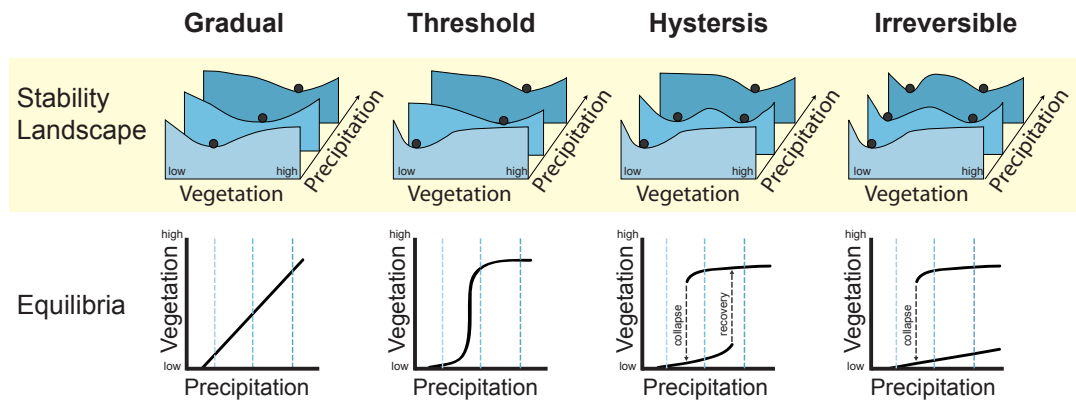 Gradual Threshold Hystersis Irreversible
Stability
Landscape
low high Precipitation low high Precipitation low high Precipitation low high Precipitation
Vegetation Vegetation Vegetation Vegetation
Equilibria
high high high high
Vegetation Vegetation Vegetation collapse recovery Vegetation collapse
low low low low
Precipitation Precipitation Precipitation Precipitation